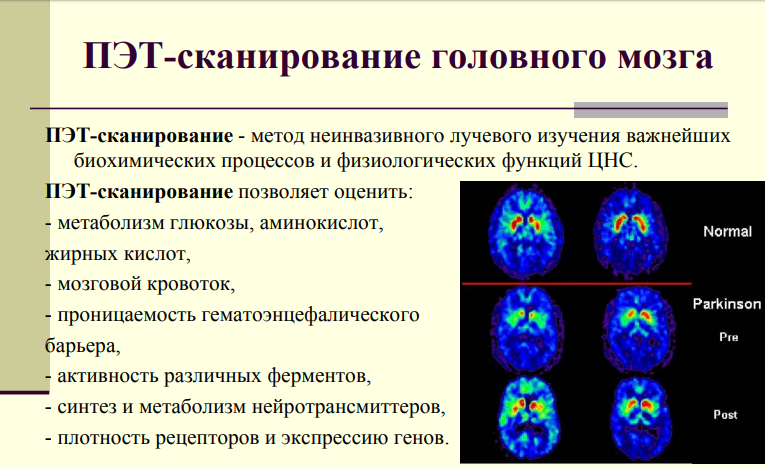 ПЭТ-сканирование головного мозга
ПЭТ-сканирование - метод неинвазивного лучевого изучения важнейших
биохимических процессов и физиологических функций ЦНС.
ПЭТ-сканирование позволяет оценить:
- метаболизм глюкозы, аминокислот,
жирных кислот,
- мозговой кровоток,
- проницаемость гематоэнцефалического
барьера,
- активность различных ферментов,
- синтез и метаболизм нейротрансмиттеров,
- плотность рецепторов и экспрессию генов.
Normal
Parkinson
Pre
Post